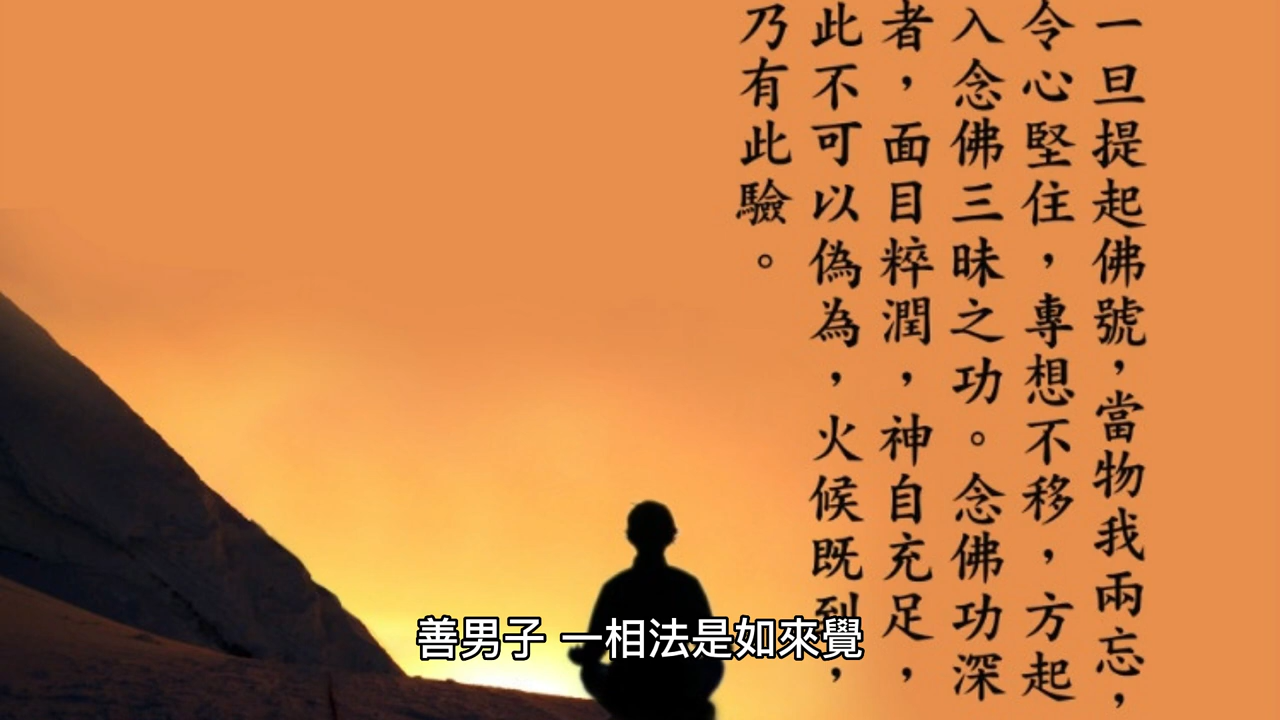 一旦提起佛號，當物我兩忘，
令心堅住，專想不移，方起
入念佛三昧之功。念佛功深
者，面目粹潤，神自充足，
此不可以偽為，火候既到，
乃有此驗。
善男子 一相法是如來覺